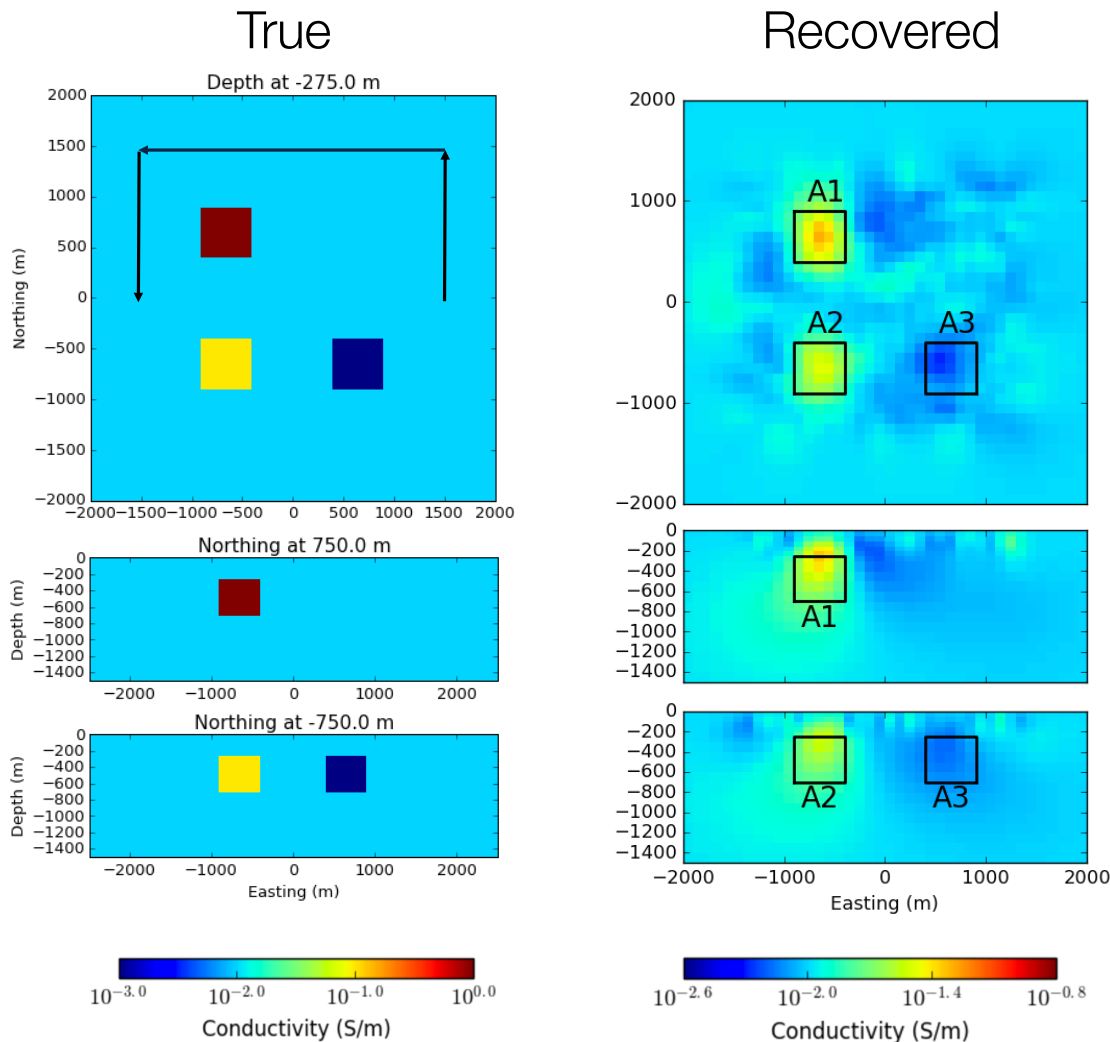 True
Recovered
Depth at -275.0 m
2000
1500
1000
500
0
−500
−1000
−1500
−2000
Northing (m)
−2000 −1500 −1000 −500 0 500 1000 1500 2000
2000
1000
0
−1000
−2000
A1
A2
A3
Northing at 750.0 m
0
−200
−400
−600
−800
−1000
−1200
−1400
Depth (m)
−2000 −1000 0 1000 2000
0
−200
−400
−600
−800
−1000
−1200
−1400
A1
Northing at -750.0 m
0
−200
−400
−600
−800
−1000
−1200
−1400
Depth (m)
−2000 −1000 0 1000 2000
Easting (m)
0
−200
−400
−600
−800
−1000
−1200
−1400
A2
A3
−2000 −1000 0 1000 2000
Easting (m)
10^−3.0 10^−2.0 10^−1.0 10^0.0
Conductivity (S/m)
10^−2.6 10^−2.0 10^−1.4 10^−0.8
Conductivity (S/m)